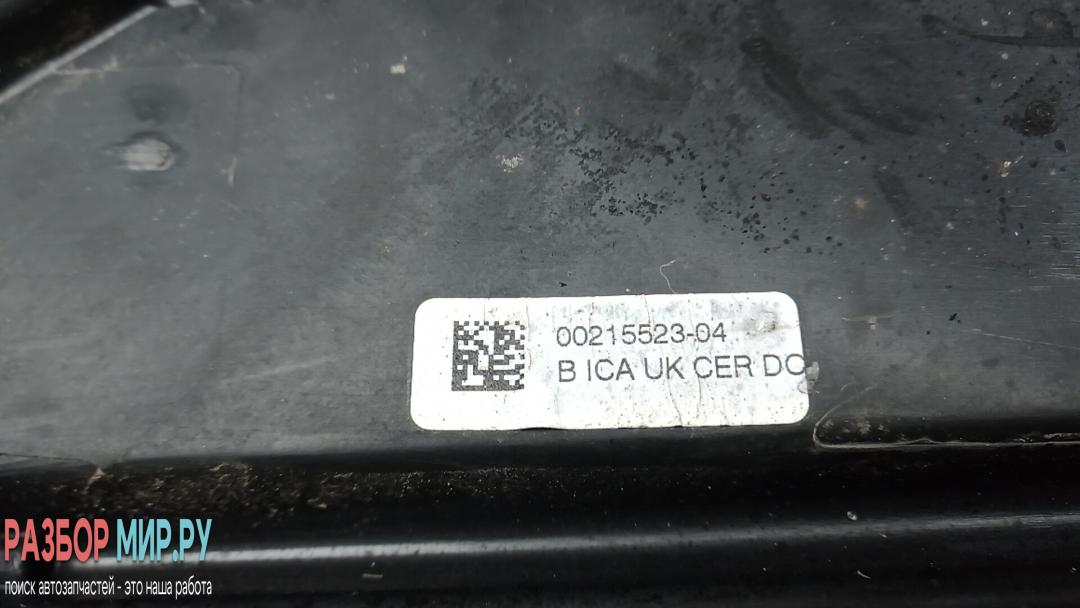 00215523-04
B ICA UK CER DC
РАЗБОР МИР.РУ
поиск автозапчастей - это наша работа